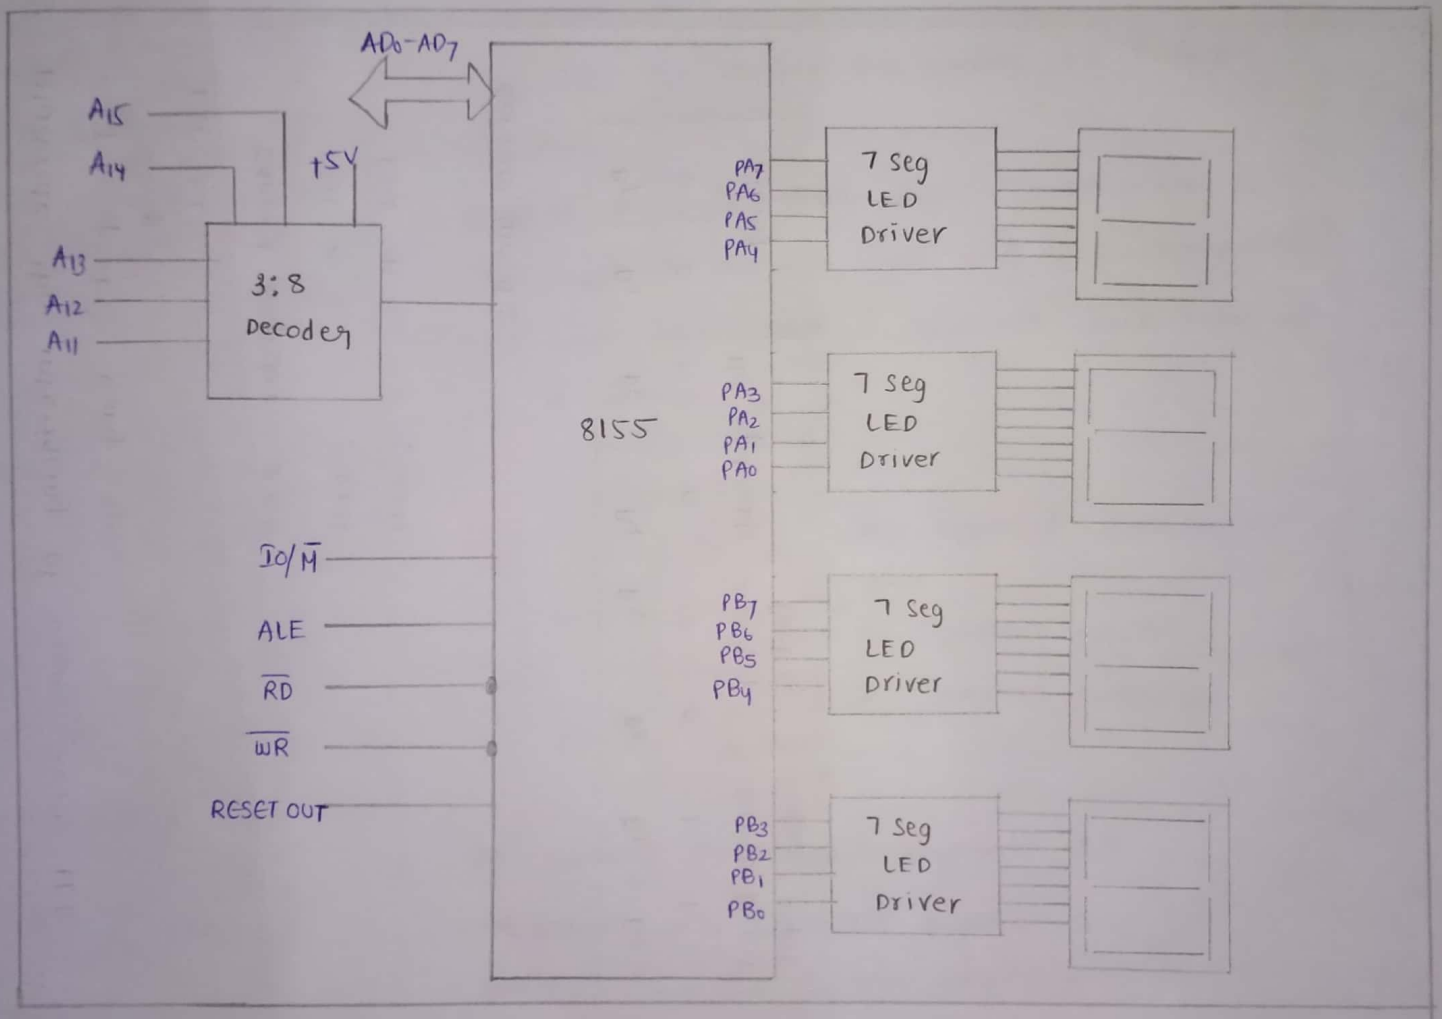 AD0-AD7
A15
A14
+5V
A13
A12
A11
3:8
Decoder
8155
IO/M̅
ALE
R̅D̅
W̅R̅
RESET OUT
PA7
PA6
PA5
PA4
7 Seg
LED
Driver
PA3
PA2
PA1
PA0
7 Seg
LED
Driver
PB7
PB6
PB5
PB4
7 Seg
LED
Driver
PB3
PB2
PB1
PB0
7 Seg
LED
Driver